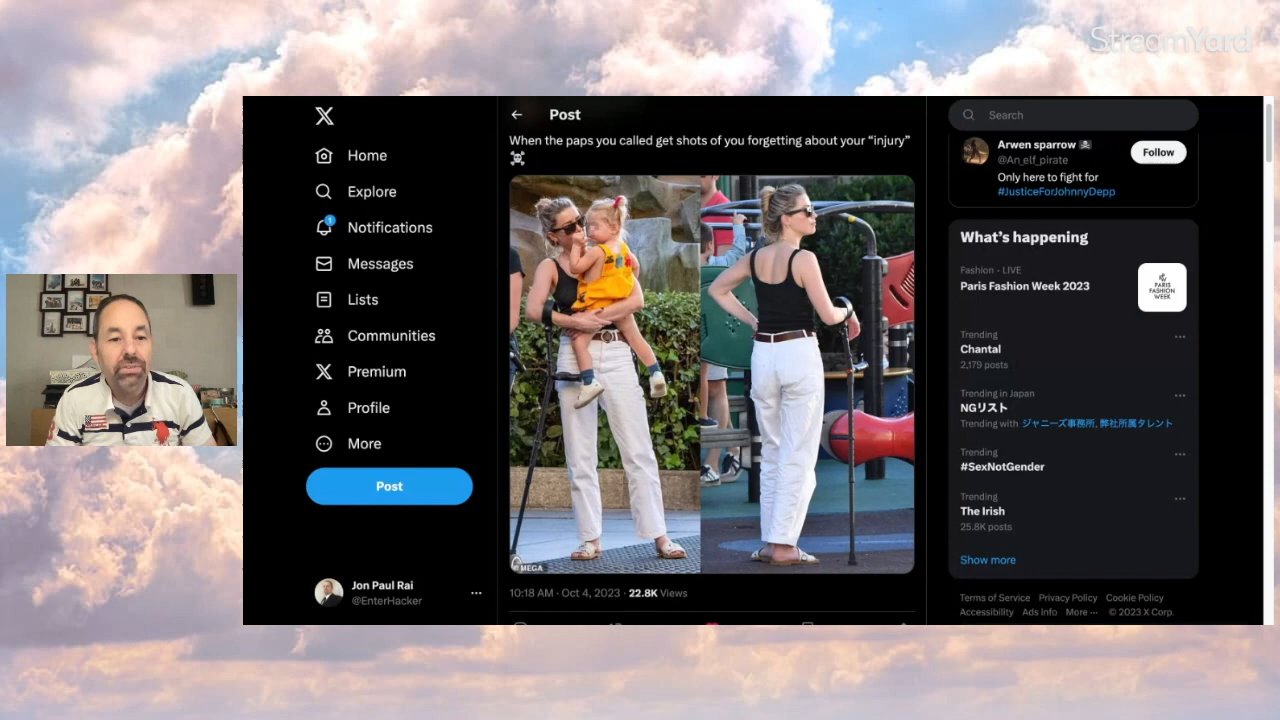 StreamYard
Home
Explore
1
Notifications
Messages
Lists
Communities
Premium
Profile
More
Post
Jon Paul Rai
@EnterHacker
Post
When the paps you called get shots of you forgetting about your “injury”
MEGA
10:18 AM · Oct 4, 2023 · 22.8K Views
Search
Arwen sparrow
@An_elf_pirate
Follow
Only here to fight for
#JusticeForJohnnyDepp
What’s happening
Fashion · LIVE
Paris Fashion Week 2023
PARIS
FASHION
WEEK
Trending
Chantal
2,179 posts
Trending in Japan
NGリスト
Trending with ジャニーズ事務所, 弊社所属タレント
Trending
#SexNotGender
Trending
The Irish
25.8K posts
Show more
Terms of Service Privacy Policy Cookie Policy
Accessibility Ads info More ··· © 2023 X Corp.